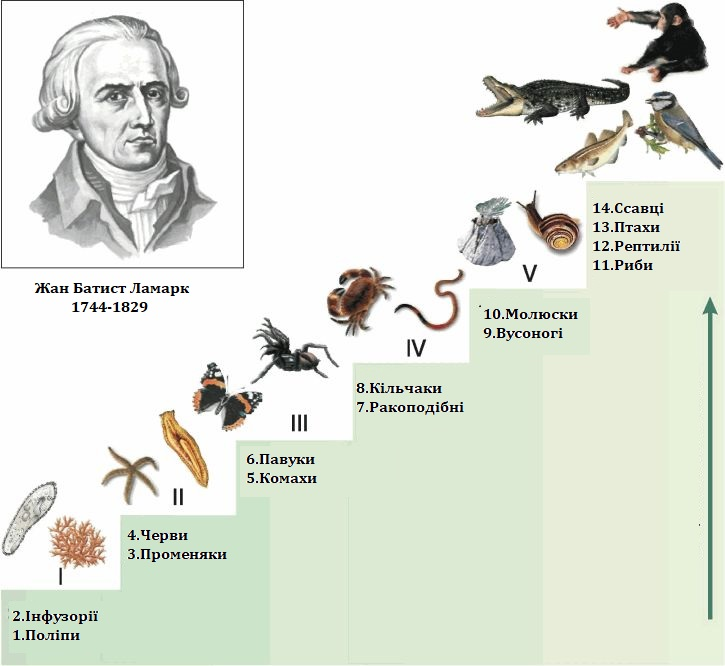 Жан Батист Ламарк
1744-1829
14.Ссавці
13.Птахи
12.Рептилії
11.Риби
V
10.Молюски
9.Вусоногі
IV
8.Кільчаки
7.Ракоподібні
III
6.Павуки
5.Комахи
II
4.Черви
3.Променяки
I
2.Інфузорії
1.Поліпи